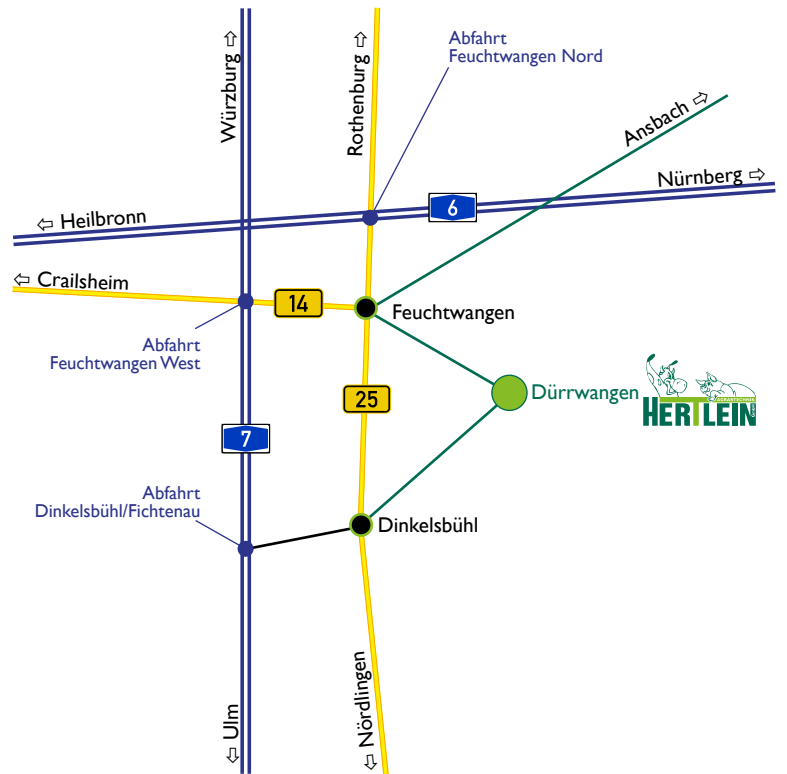 Würzburg
Rothenburg
Abfahrt
Feuchtwangen Nord
Ansbach
Nürnberg
6
Heilbronn
Crailsheim
14
Feuchtwangen
Abfahrt
Feuchtwangen West
25
Dürrwangen
AGRARTECHNIK
HERTLEIN
7
Abfahrt
Dinkelsbühl/Fichtenau
Dinkelsbühl
Nördlingen
Ulm